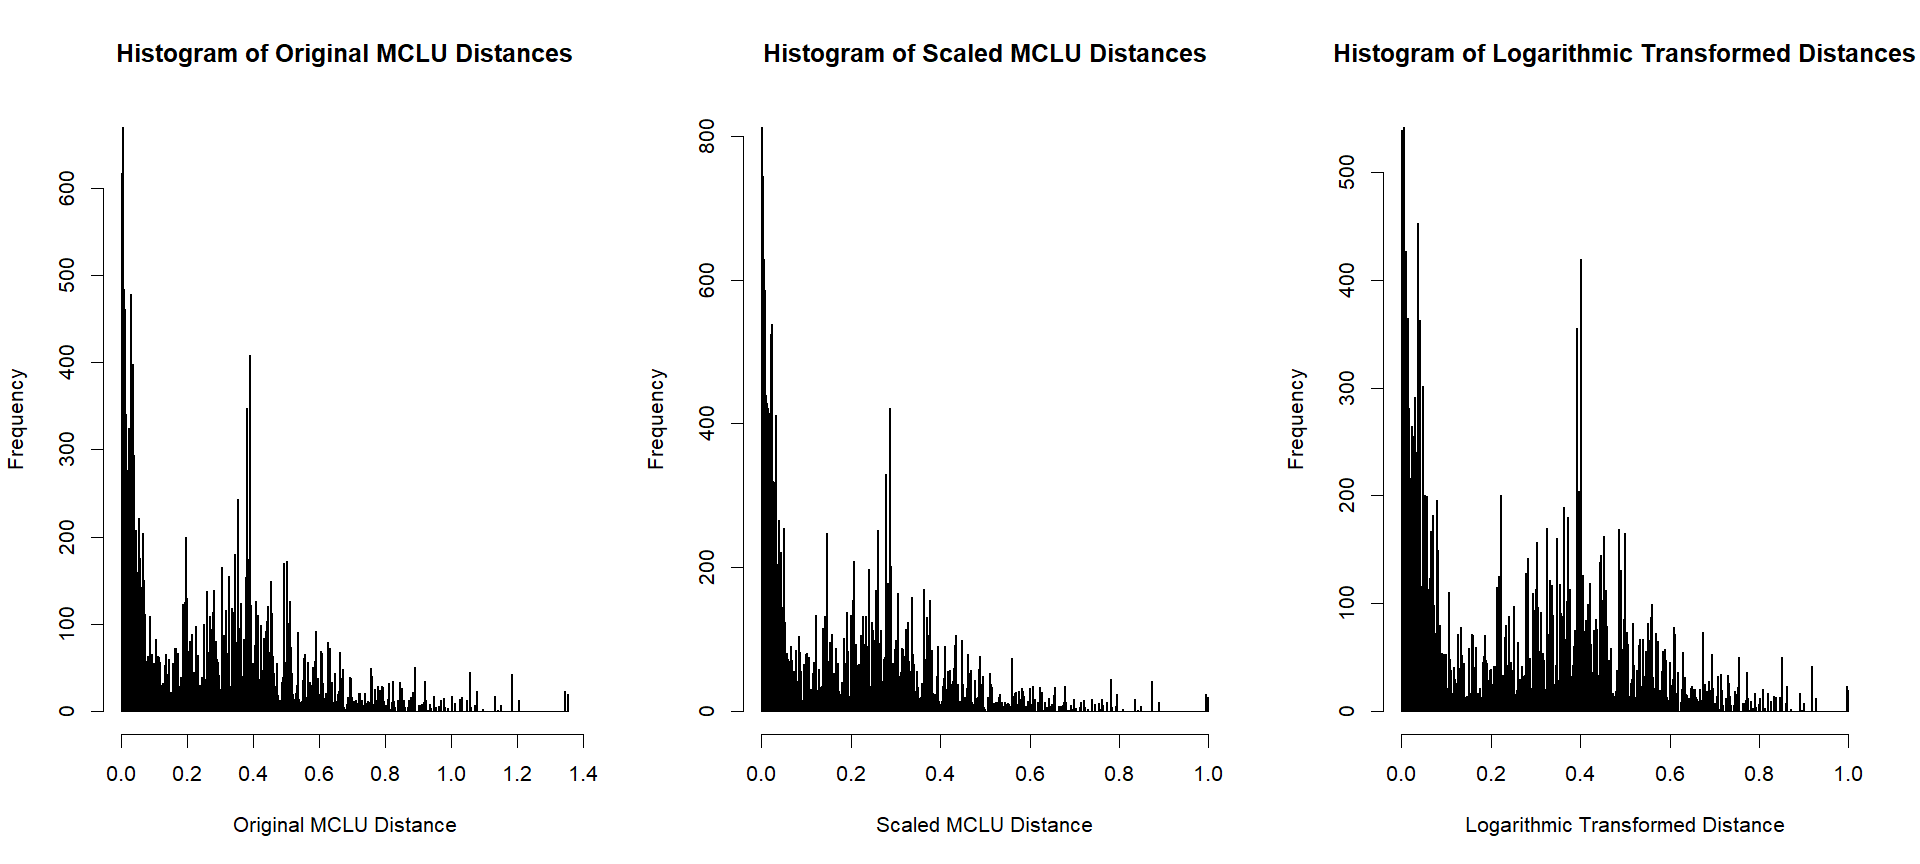 Histogram of Original MCLU Distances
Frequency
600
500
400
300
200
100
0
0.0 0.2 0.4 0.6 0.8 1.0 1.2 1.4
Original MCLU Distance
Histogram of Scaled MCLU Distances
Frequency
800
600
400
200
0
0.0 0.2 0.4 0.6 0.8 1.0
Scaled MCLU Distance
Histogram of Logarithmic Transformed Distances
Frequency
500
400
300
200
100
0
0.0 0.2 0.4 0.6 0.8 1.0
Logarithmic Transformed Distance